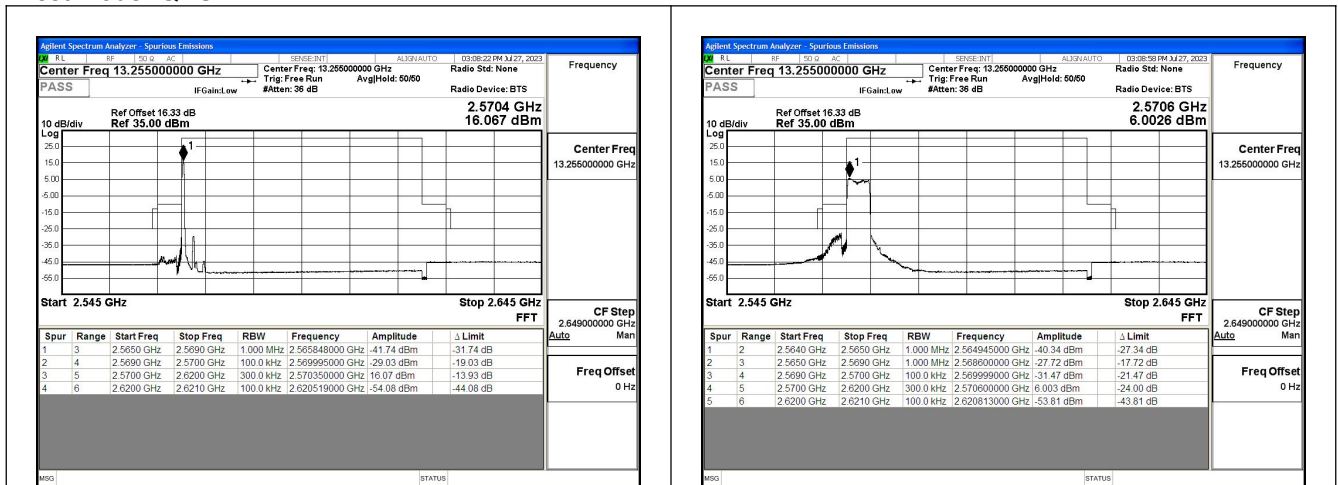 Agilent Spectrum Analyzer - Spurious Emissions
RL RF 50 Ω AC SENSE:INT ALIGN AUTO 03:08:22 PM Jul 27, 2023
Center Freq 13.255000000 GHz
Center Freq: 13.255000000 GHz
Radio Std: None
Trig: Free Run Avg|Hold: 50/50
PASS
IFGain:Low
#Atten: 36 dB
Radio Device: BTS
Ref Offset 16.33 dB
2.5704 GHz
10 dB/div Ref 35.00 dBm
16.067 dBm
Log
25.0
15.0
5.00
-5.00
-15.0
-25.0
-35.0
-45.0
-55.0
1
Start 2.545 GHz Stop 2.645 GHz
FFT
Spur Range Start Freq Stop Freq RBW Frequency Amplitude Δ Limit
1 3 2.5650 GHz 2.5690 GHz 1.000 MHz 2.565848000 GHz -41.74 dBm -31.74 dB
2 4 2.5690 GHz 2.5700 GHz 100.0 kHz 2.569995000 GHz -29.03 dBm -19.03 dB
3 5 2.5700 GHz 2.6200 GHz 300.0 kHz 2.570350000 GHz 16.07 dBm -13.93 dB
4 6 2.6200 GHz 2.6210 GHz 100.0 kHz 2.620519000 GHz -54.08 dBm -44.08 dB
MSG STATUS
Frequency
Center Freq
13.255000000 GHz
CF Step
2.649000000 GHz
Auto Man
Freq Offset
0 Hz
Agilent Spectrum Analyzer - Spurious Emissions
RL RF 50 Ω AC SENSE:INT ALIGN AUTO 03:08:58 PM Jul 27, 2023
Center Freq 13.255000000 GHz
Center Freq: 13.255000000 GHz
Radio Std: None
Trig: Free Run Avg|Hold: 50/50
PASS
IFGain:Low
#Atten: 36 dB
Radio Device: BTS
Ref Offset 16.33 dB
2.5706 GHz
10 dB/div Ref 35.00 dBm
6.0026 dBm
Log
25.0
15.0
5.00
-5.00
-15.0
-25.0
-35.0
-45.0
-55.0
1
Start 2.545 GHz Stop 2.645 GHz
FFT
Spur Range Start Freq Stop Freq RBW Frequency Amplitude Δ Limit
1 2 2.5640 GHz 2.5650 GHz 1.000 MHz 2.564945000 GHz -40.34 dBm -27.34 dB
2 3 2.5650 GHz 2.5690 GHz 1.000 MHz 2.568600000 GHz -27.72 dBm -17.72 dB
3 4 2.5690 GHz 2.5700 GHz 100.0 kHz 2.569999000 GHz -31.47 dBm -21.47 dB
4 5 2.5700 GHz 2.6200 GHz 300.0 kHz 2.570600000 GHz 6.003 dBm -24.00 dB
5 6 2.6200 GHz 2.6210 GHz 100.0 kHz 2.620813000 GHz -53.81 dBm -43.81 dB
MSG STATUS
Frequency
Center Freq
13.255000000 GHz
CF Step
2.649000000 GHz
Auto Man
Freq Offset
0 Hz